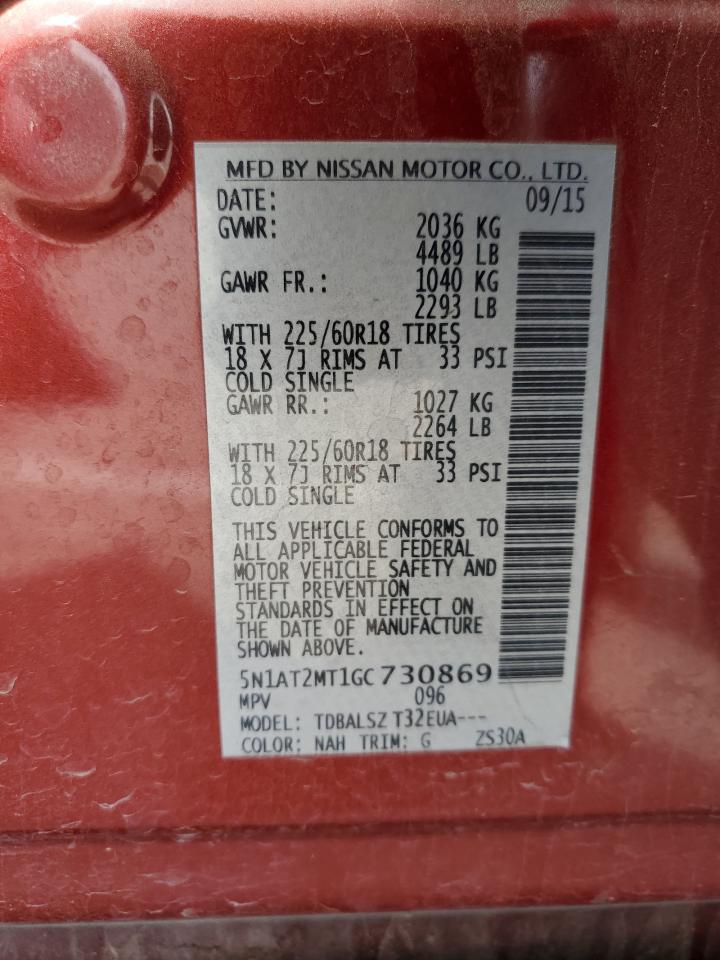 MFD BY NISSAN MOTOR CO., LTD.
DATE: 09/15
GVWR: 2036 KG
4489 LB
GAWR FR.: 1040 KG
2293 LB
WITH 225/60R18 TIRES
18 X 7J RIMS AT 33 PSI
COLD SINGLE
GAWR RR.: 1027 KG
2264 LB
WITH 225/60R18 TIRES
18 X 7J RIMS AT 33 PSI
COLD SINGLE
THIS VEHICLE CONFORMS TO
ALL APPLICABLE FEDERAL
MOTOR VEHICLE SAFETY AND
THEFT PREVENTION
STANDARDS IN EFFECT ON
THE DATE OF MANUFACTURE
SHOWN ABOVE.
5N1AT2MT1GC730869
MPV 096
MODEL: TDBALSZ T32EUA---
COLOR: NAH TRIM: G ZS30A